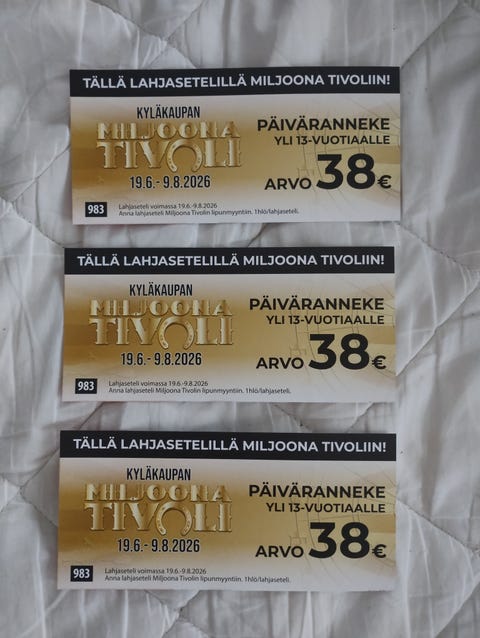 TÄLLÄ LAHJASETELILLÄ MILJOONA TIVOLIIN!
KYLÄKAUPAN
MILJOONA
TIVOLI
19.6.- 9.8.2026
PÄIVÄRANNEKE
YLI 13-VUOTIAALLE
ARVO 38€
983
Lahjaseteli voimassa 19.6.-9.8.2026
Anna lahjaseteli Miljoona Tivolin lipunmyyntiin. 1hlö/lahjaseteli.
TÄLLÄ LAHJASETELILLÄ MILJOONA TIVOLIIN!
KYLÄKAUPAN
MILJOONA
TIVOLI
19.6.- 9.8.2026
PÄIVÄRANNEKE
YLI 13-VUOTIAALLE
ARVO 38€
983
Lahjaseteli voimassa 19.6.-9.8.2026
Anna lahjaseteli Miljoona Tivolin lipunmyyntiin. 1hlö/lahjaseteli.
TÄLLÄ LAHJASETELILLÄ MILJOONA TIVOLIIN!
KYLÄKAUPAN
MILJOONA
TIVOLI
19.6.- 9.8.2026
PÄIVÄRANNEKE
YLI 13-VUOTIAALLE
ARVO 38€
983
Lahjaseteli voimassa 19.6.-9.8.2026
Anna lahjaseteli Miljoona Tivolin lipunmyyntiin. 1hlö/lahjaseteli.